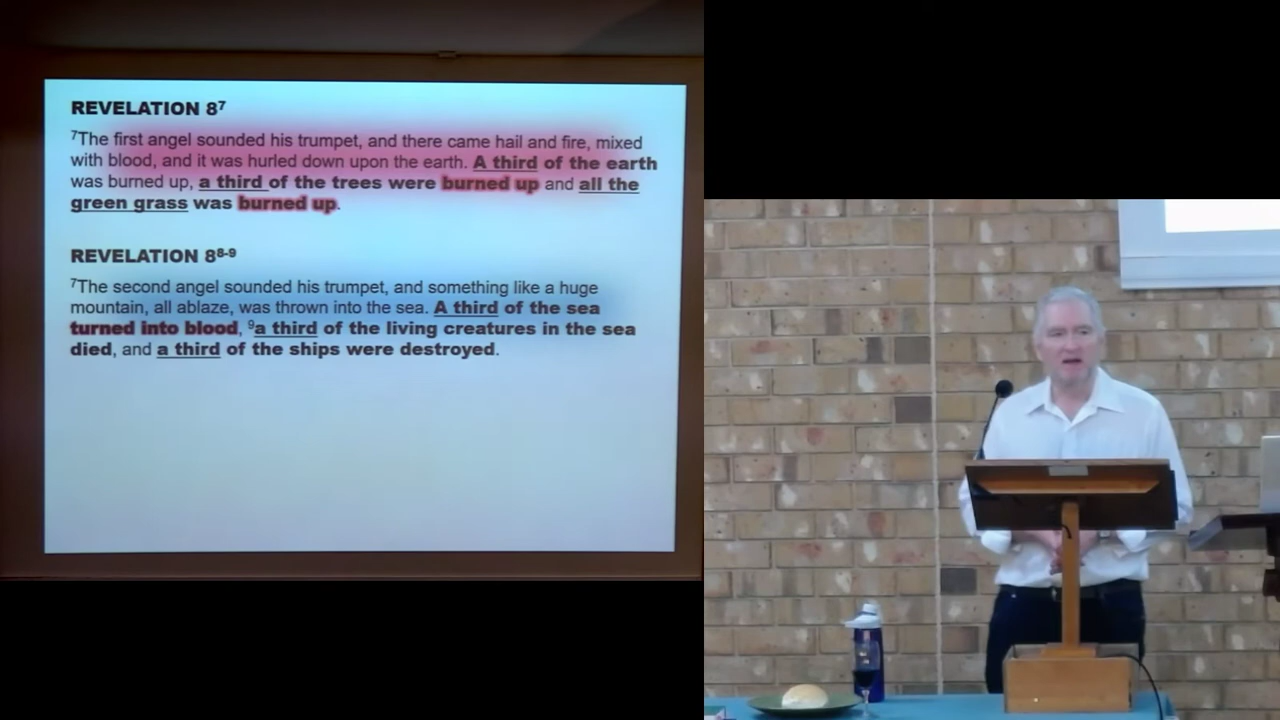 REVELATION 8⁷
⁷The first angel sounded his trumpet, and there came hail and fire, mixed
with blood, and it was hurled down upon the earth. A third of the earth
was burned up, a third of the trees were burned up and all the
green grass was burned up.
REVELATION 8⁸⁻⁹
⁷The second angel sounded his trumpet, and something like a huge
mountain, all ablaze, was thrown into the sea. A third of the sea
turned into blood, ⁹a third of the living creatures in the sea
died, and a third of the ships were destroyed.